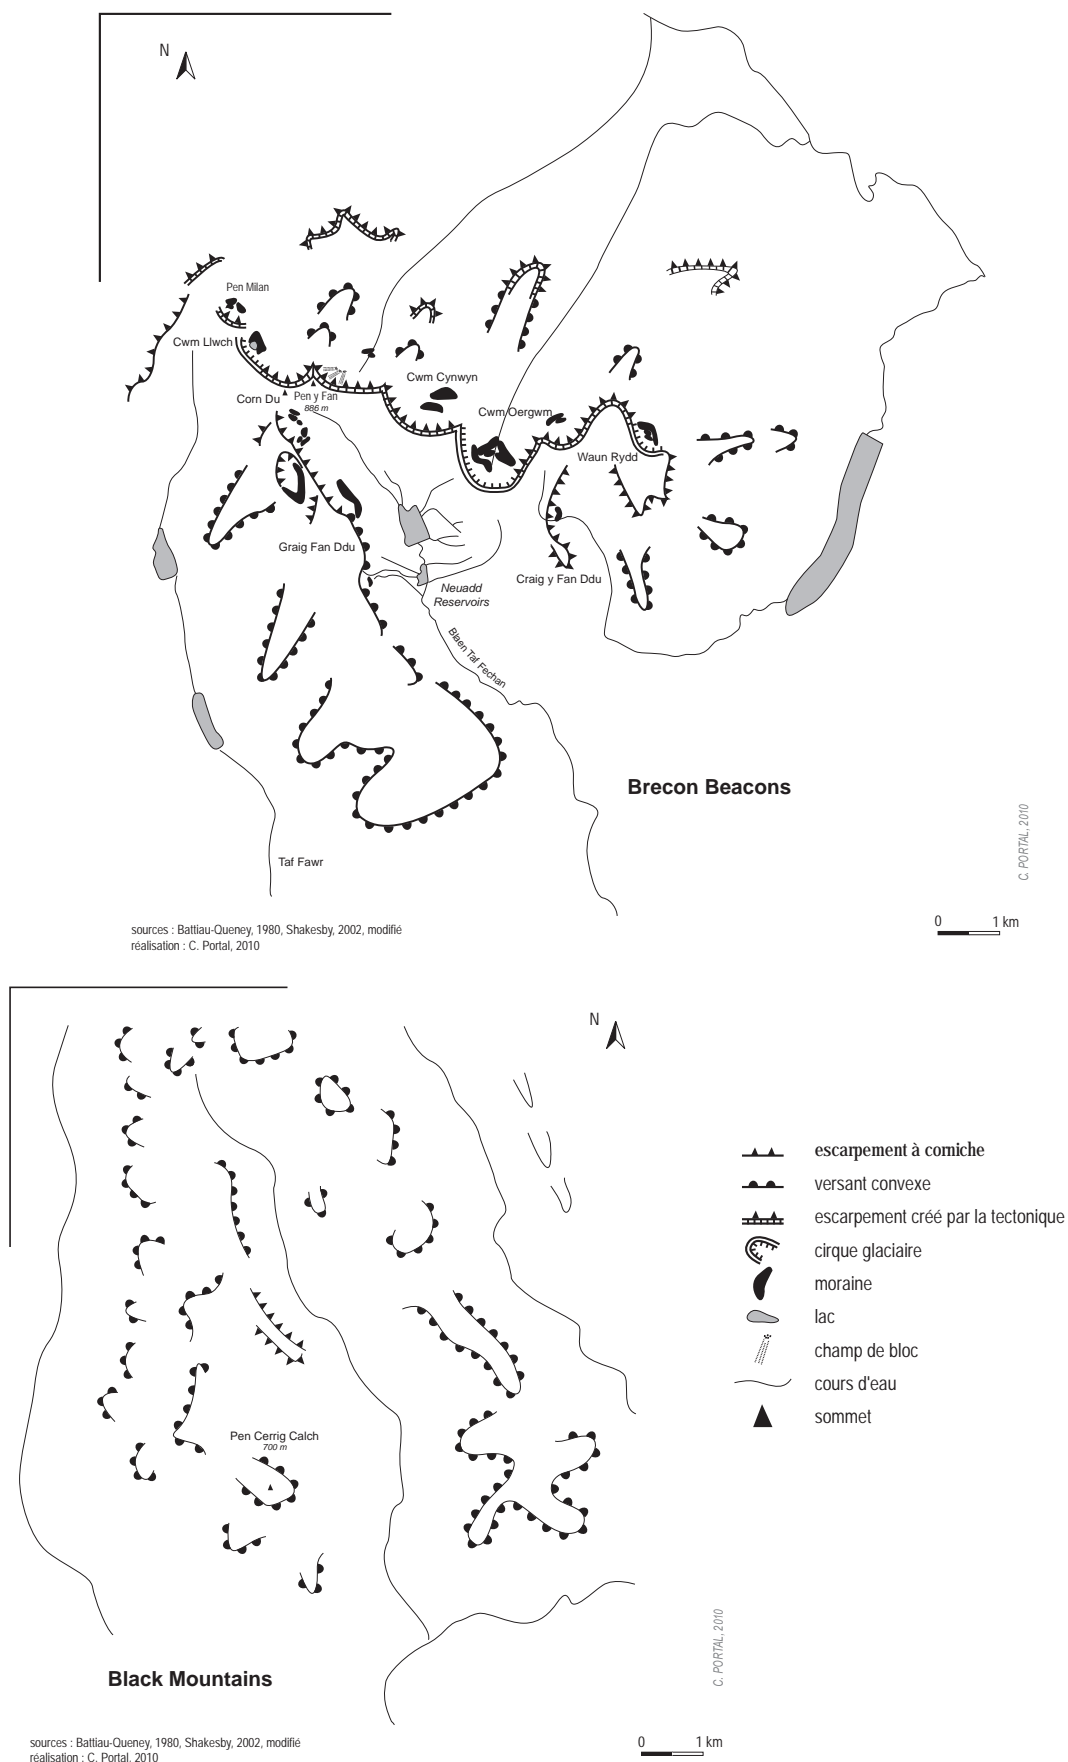 N
Pen Milan
Cwm Llwch
Corn Du
Pen y Fan
886 m
Cwm Cynwyn
Cwm Oergwm
Waun Rydd
Graig Fan Ddu
Craig y Fan Ddu
Neuadd
Reservoirs
Blaen Taf Fechan
Brecon Beacons
Taf Fawr
C. PORTAL, 2010
sources : Battiau-Queney, 1980, Shakesby, 2002, modifié
réalisation : C. Portal, 2010
0 1 km
N
escarpement à corniche
versant convexe
escarpement créé par la tectonique
cirque glaciaire
moraine
lac
champ de bloc
cours d'eau
sommet
Pen Cerrig Calch
700 m
Black Mountains
C. PORTAL, 2010
sources : Battiau-Queney, 1980, Shakesby, 2002, modifié
réalisation : C. Portal, 2010
0 1 km